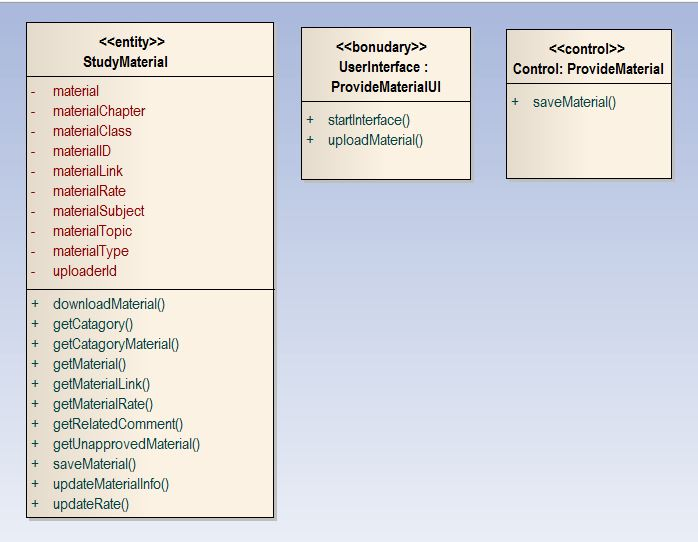 <<entity>>
StudyMaterial
- material
- materialChapter
- materialClass
- materialID
- materialLink
- materialRate
- materialSubject
- materialTopic
- materialType
- uploaderId
+ downloadMaterial()
+ getCatagory()
+ getCatagoryMaterial()
+ getMaterial()
+ getMaterialLink()
+ getMaterialRate()
+ getRelatedComment()
+ getUnapprovedMaterial()
+ saveMaterial()
+ updateMaterialInfo()
+ updateRate()
<<bonudary>>
UserInterface :
ProvideMaterialUI
+ startInterface()
+ uploadMaterial()
<<control>>
Control: ProvideMaterial
+ saveMaterial()